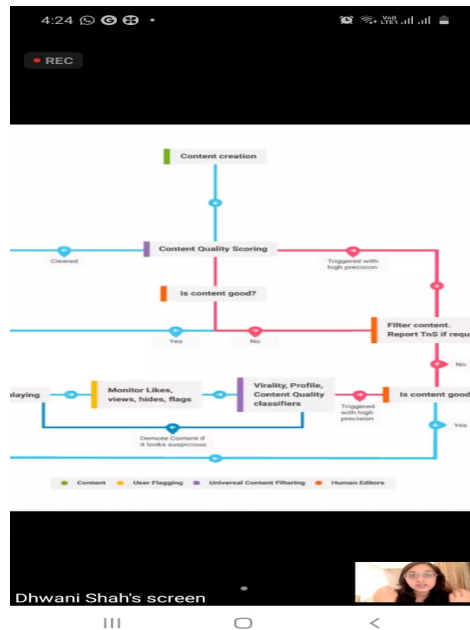 4:24
Vo))
LTE1
REC
Content creation
Content Quality Scoring
Cleared
Triggered with
high precision
Is content good?
Filter content.
Report TnS if requ
Yes
No
No
playing
Monitor Likes,
views, hides, flags
Virality, Profile,
Content Quality
classifiers
Triggered
with high
precision
Is content good
Yes
Demote Content if
it looks suspicious
Content
User Flagging
Universal Content Filtering
Human Editors
Dhwani Shah's screen